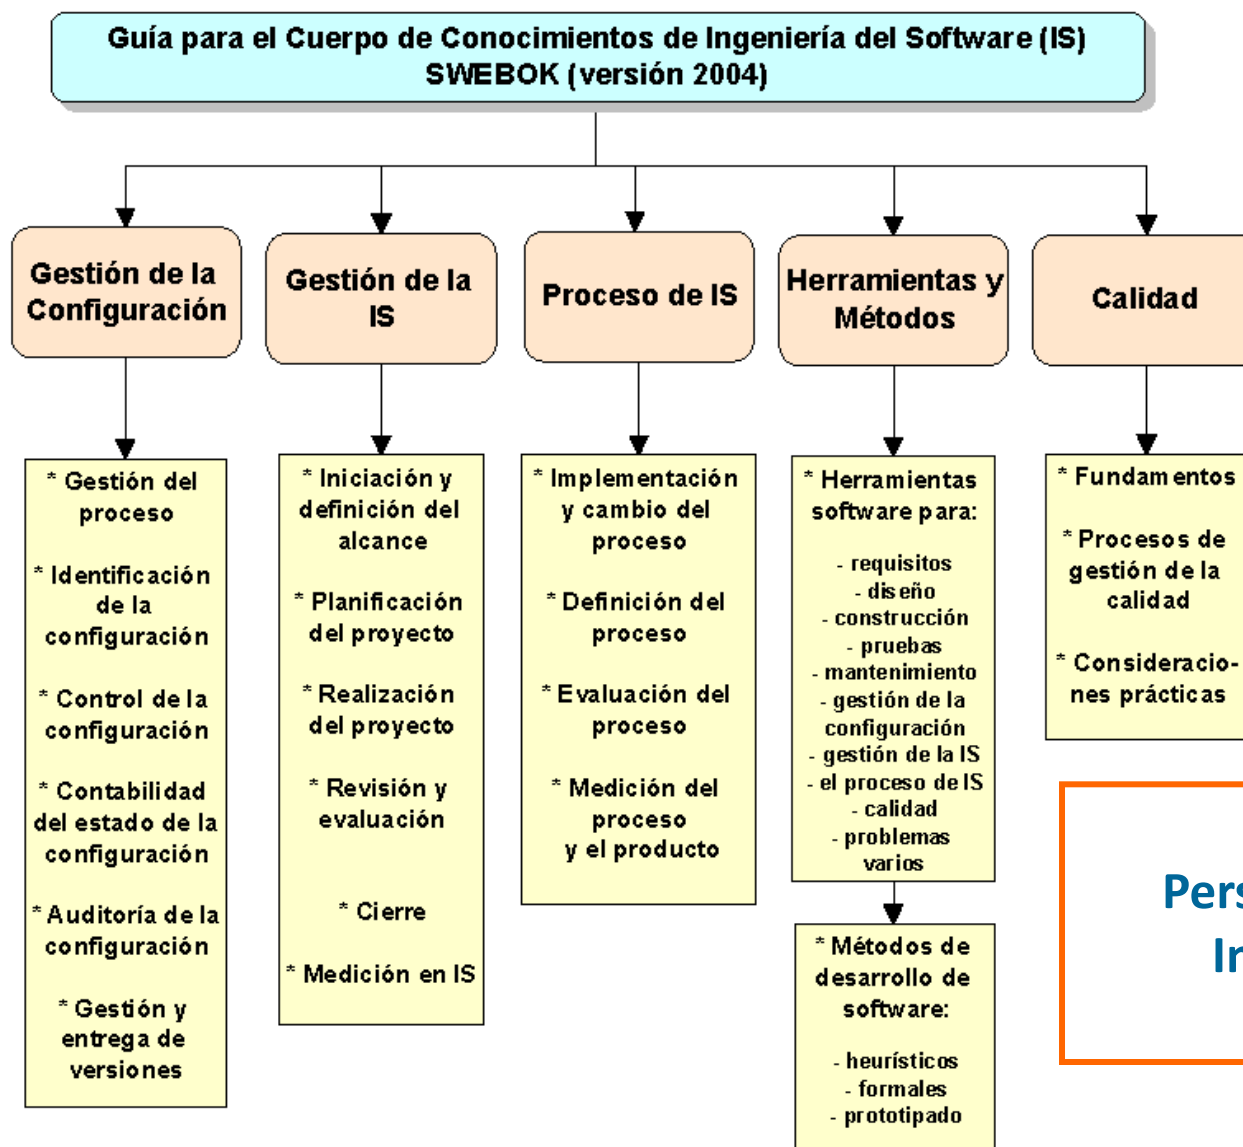 Guía para el Cuerpo de Conocimientos de Ingeniería del Software (IS)
SWEBOK (versión 2004)
Gestión de la
Configuración
Gestión de la
IS
Proceso de IS
Herramientas y
Métodos
Calidad
* Gestión del
proceso
* Identificación
de la
configuración
* Control de la
configuración
* Contabilidad
del estado de la
configuración
* Auditoría de la
configuración
* Gestión y
entrega de
versiones
* Iniciación y
definición del
alcance
* Planificación
del proyecto
* Realización
del proyecto
* Revisión y
evaluación
* Cierre
* Medición en IS
* Implementación
y cambio del
proceso
* Definición del
proceso
* Evaluación del
proceso
* Medición del
proceso
y el producto
* Herramientas
software para:
- requisitos
- diseño
- construcción
- pruebas
- mantenimiento
- gestión de la
configuración
- gestión de la IS
- el proceso de IS
- calidad
- problemas
varios
* Métodos de
desarrollo de
software:
- heurísticos
- formales
- prototipado
* Fundamentos
* Procesos de
gestión de la
calidad
* Consideracio-
nes prácticas